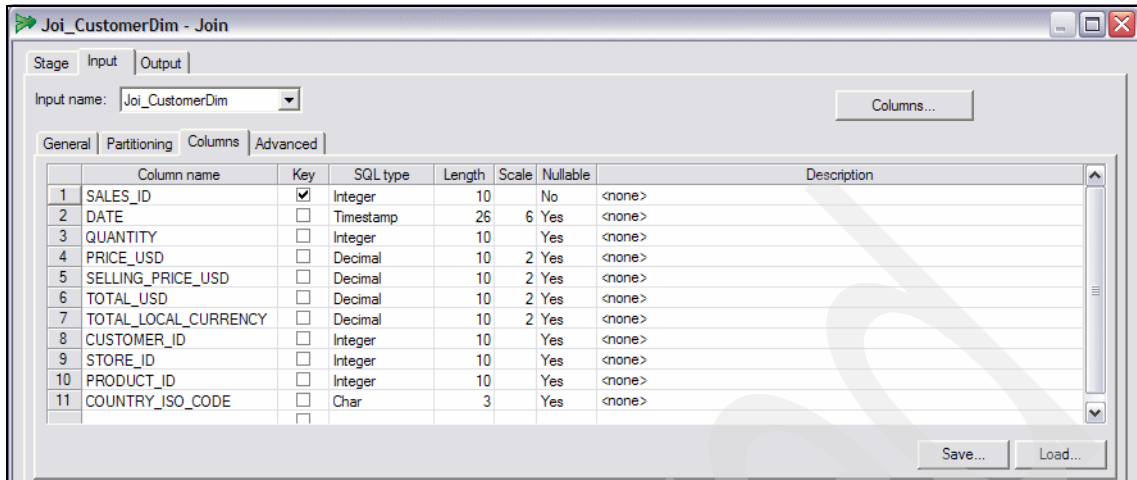 Joi_CustomerDim - Join
Stage Input Output
Input name: Joi_CustomerDim Columns...
General Partitioning Columns Advanced
Column name Key SQL type Length Scale Nullable Description
1 SALES_ID Integer 10 No <none>
2 DATE Timestamp 26 6 Yes <none>
3 QUANTITY Integer 10 Yes <none>
4 PRICE_USD Decimal 10 2 Yes <none>
5 SELLING_PRICE_USD Decimal 10 2 Yes <none>
6 TOTAL_USD Decimal 10 2 Yes <none>
7 TOTAL_LOCAL_CURRENCY Decimal 10 2 Yes <none>
8 CUSTOMER_ID Integer 10 Yes <none>
9 STORE_ID Integer 10 Yes <none>
10 PRODUCT_ID Integer 10 Yes <none>
11 COUNTRY_ISO_CODE Char 3 Yes <none>
Save... Load...